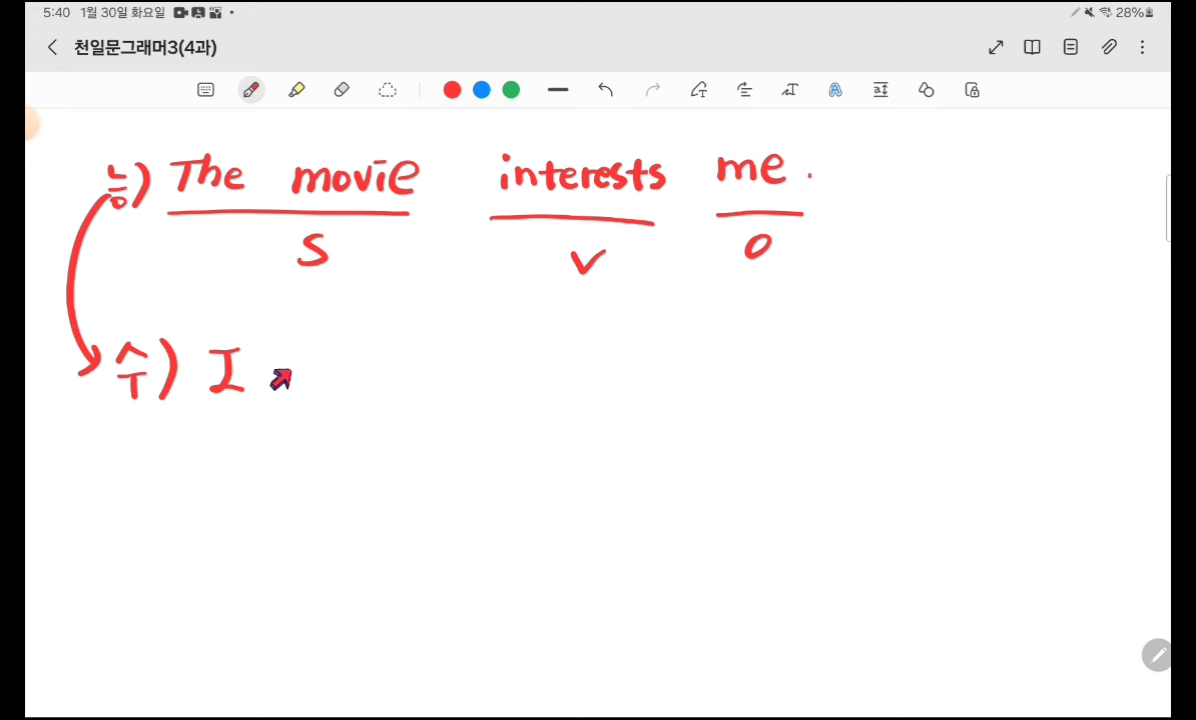 5:40 1월 30일 화요일 28%
천일문그래머3(4과)
능) The movie interests me.
S V O
수) I